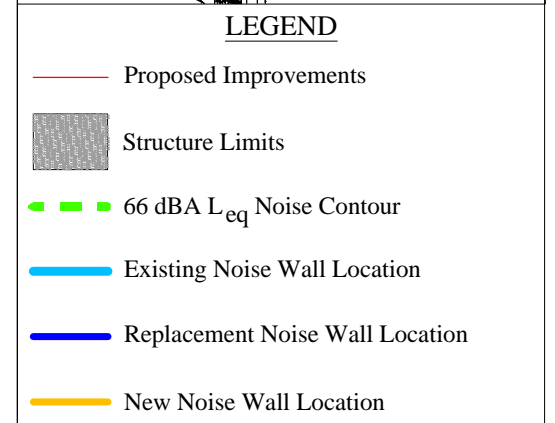 LEGEND
Proposed Improvements
Structure Limits
66 dBA Leq Noise Contour
Existing Noise Wall Location
Replacement Noise Wall Location
New Noise Wall Location